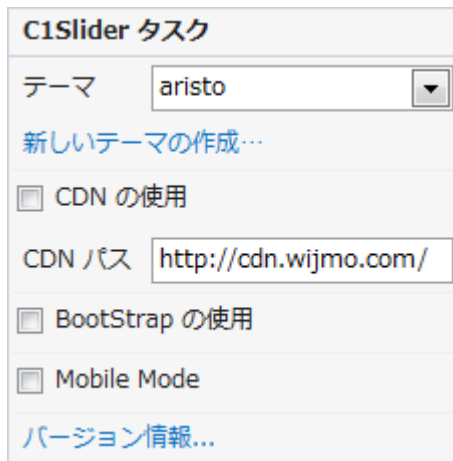 C1Slider タスク
テーマ aristo
新しいテーマの作成…
CDN の使用
CDN パス http://cdn.wijmo.com/
BootStrap の使用
Mobile Mode
バージョン情報...